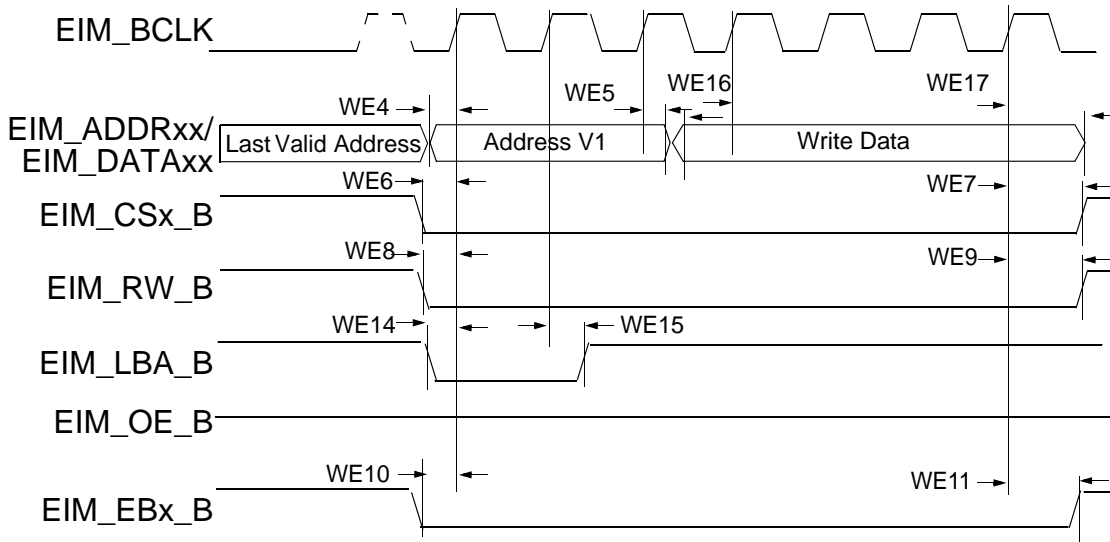 EIM_BCLK
WE4
WE5
WE16
WE17
EIM_ADDRxx/
EIM_DATAxx
Last Valid Address
Address V1
Write Data
WE6
WE7
EIM_CSx_B
WE8
WE9
EIM_RW_B
WE14
WE15
EIM_LBA_B
EIM_OE_B
WE10
WE11
EIM_EBx_B